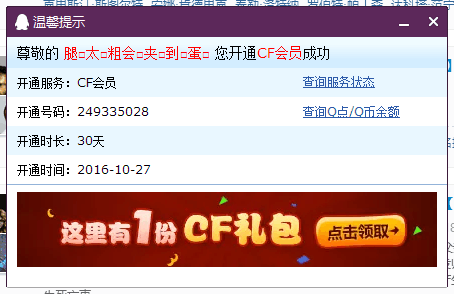 温馨提示
尊敬的 腿□太□粗会□夹□到□蛋□ 您开通CF会员成功
开通服务：CF会员 查询服务状态
开通号码：249335028 查询Q点/Q币余额
开通时长：30天
开通时间：2016-10-27
这里有1份CF礼包 点击领取